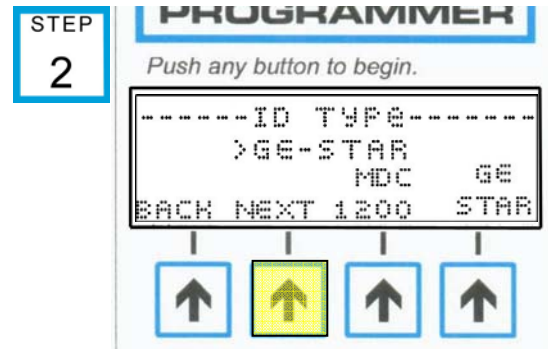 STEP
2
PROGRAMMER
Push any button to begin.
------ID TYPe------
>GE-STAR
MDC GE
BACK NEXT 1200 STAR